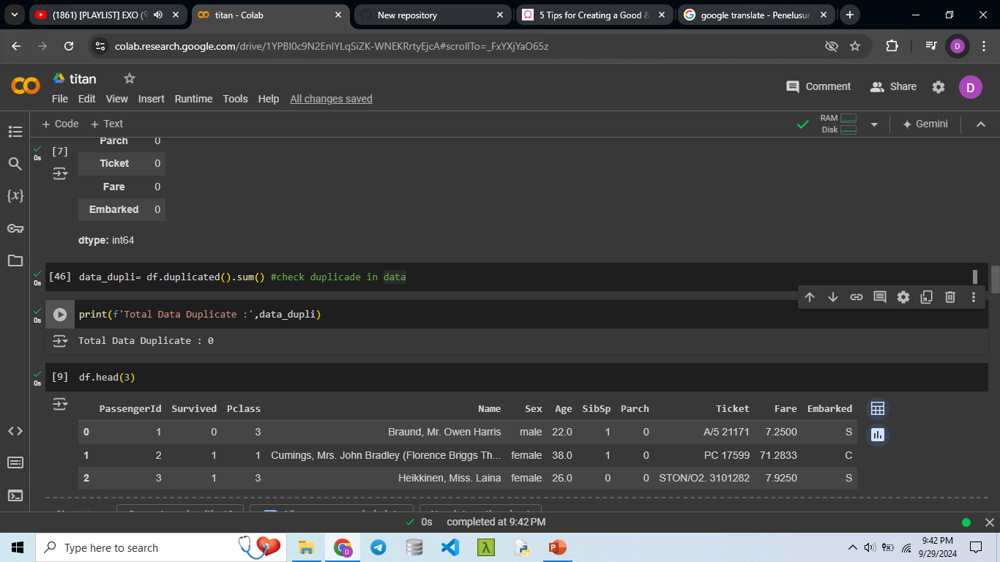 (1861) [PLAYLIST] EXO
titan - Colab
New repository
5 Tips for Creating a Good &
google translate - Penelusur
colab.research.google.com/drive/
titan
File Edit View Insert Runtime Tools Help All changes saved
Comment Share D
+ Code + Text
RAM
Disk
Gemini
Parch 0
[7]
0s
Ticket 0
Fare 0
Embarked 0
dtype: int64
[46] data_dupli= df.duplicated().sum() #check duplicade in data
0s
print(f'Total Data Duplicate :',data_dupli)
0s
Total Data Duplicate : 0
[9] df.head(3)
0s
PassengerId Survived Pclass Name Sex Age SibSp Parch Ticket Fare Embarked
0 1 0 3 Braund, Mr. Owen Harris male 22.0 1 0 A/5 21171 7.2500 S
1 2 1 1 Cumings, Mrs. John Bradley (Florence Briggs Th... female 38.0 1 0 PC 17599 71.2833 C
2 3 1 3 Heikkinen, Miss. Laina female 26.0 0 0 STON/O2. 3101282 7.9250 S
0s completed at 9:42 PM
Type here to search
9:42 PM
9/29/2024